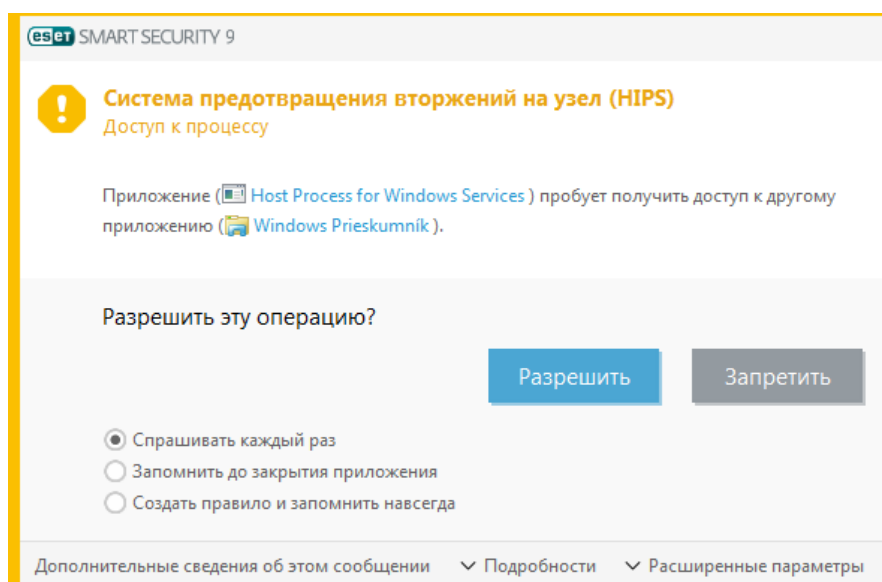 eset SMART SECURITY 9
Система предотвращения вторжений на узел (HIPS)
Доступ к процессу
Приложение ( Host Process for Windows Services ) пробует получить доступ к другому
приложению ( Windows Prieskumník ).
Разрешить эту операцию?
Разрешить Запретить
Спрашивать каждый раз
Запомнить до закрытия приложения
Создать правило и запомнить навсегда
Дополнительные сведения об этом сообщении Подробности Расширенные параметры